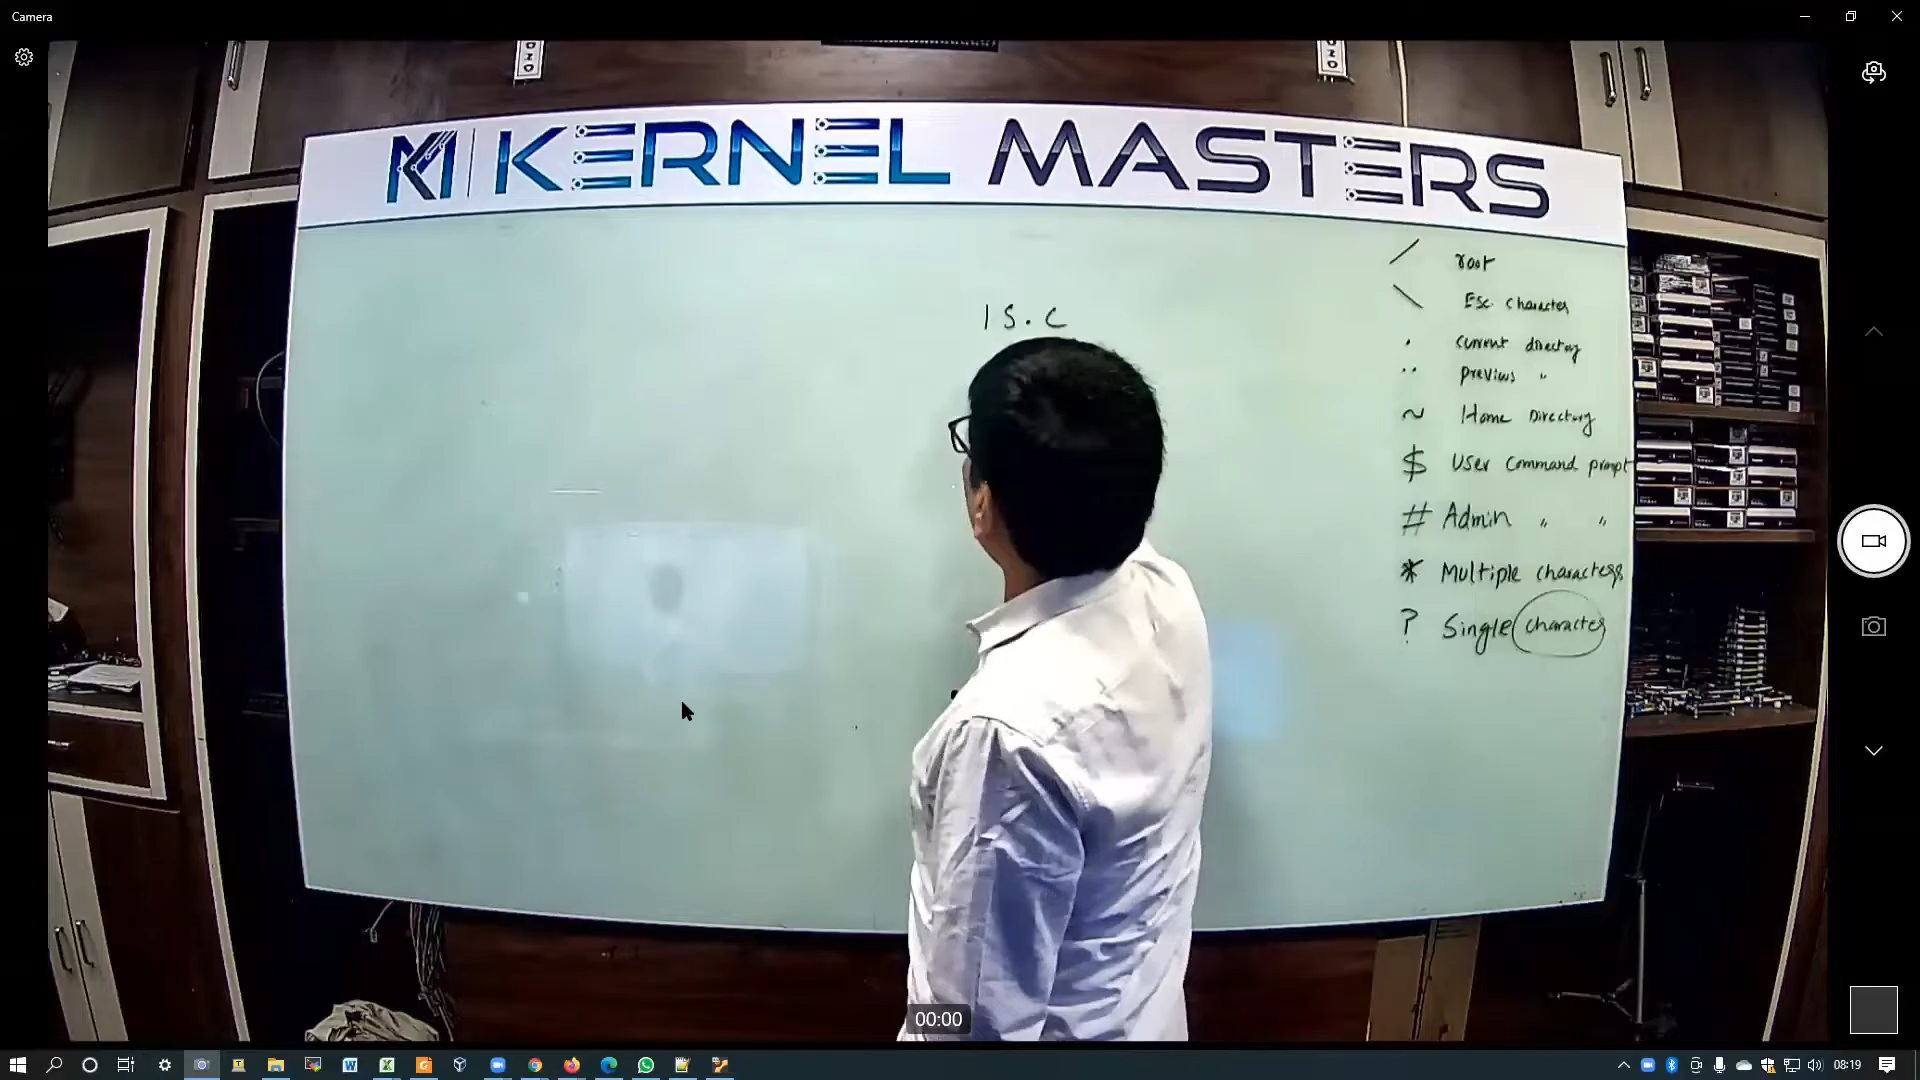 Camera
KERNEL MASTERS
/ root
\ Esc. character
. current directory
.. previous "
~ Home Directory
$ User Command prompt
# Admin " "
* Multiple characters
? Single character
1 S . C
00:00
08:19